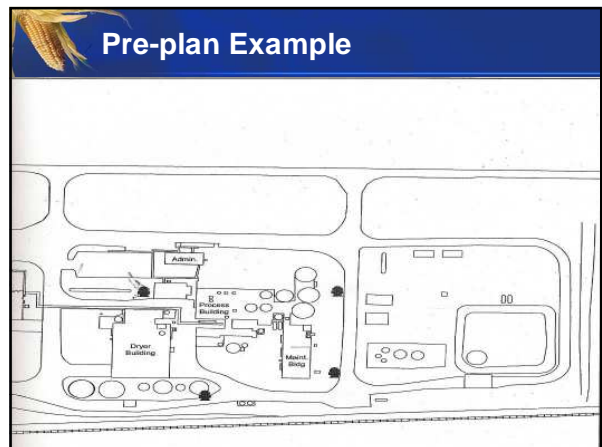 Pre-plan Example
Admin.
Process
Building
Dryer
Building
Maint.
Bldg